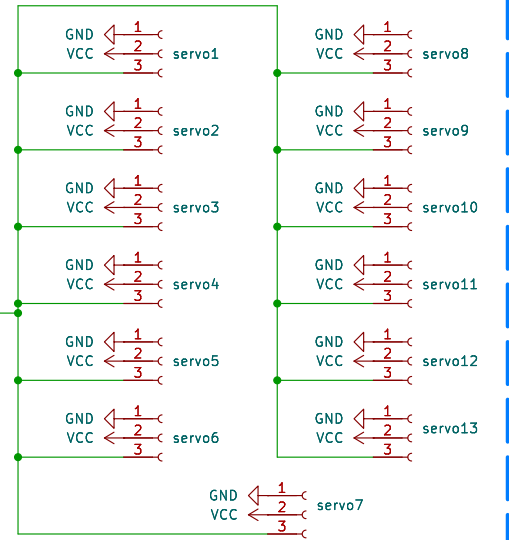 GND 1
VCC 2 servo1
3
GND 1
VCC 2 servo2
3
GND 1
VCC 2 servo3
3
GND 1
VCC 2 servo4
3
GND 1
VCC 2 servo5
3
GND 1
VCC 2 servo6
3
GND 1
VCC 2 servo7
3
GND 1
VCC 2 servo8
3
GND 1
VCC 2 servo9
3
GND 1
VCC 2 servo10
3
GND 1
VCC 2 servo11
3
GND 1
VCC 2 servo12
3
GND 1
VCC 2 servo13
3